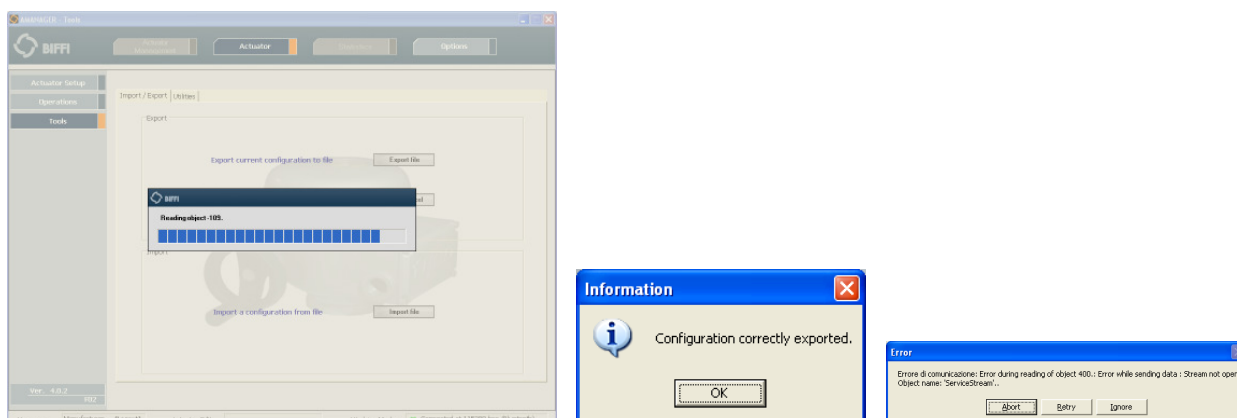 AMANAGER - Tools
BIFFI
Actuator
Options
Actuator Setup
Operations
Tools
Import / Export
Utilities
Export
Export current configuration to file
Export file
BIFFI
Reading object -109.
Import
Import a configuration from file
Import file
Ver. 4.0.2
Information
Configuration correctly exported.
OK
Error
Errore di comunicazione: Error during reading of object 400.: Error while sending data : Stream not open
Object name: 'ServiceStream'..
Abort
Retry
Ignore